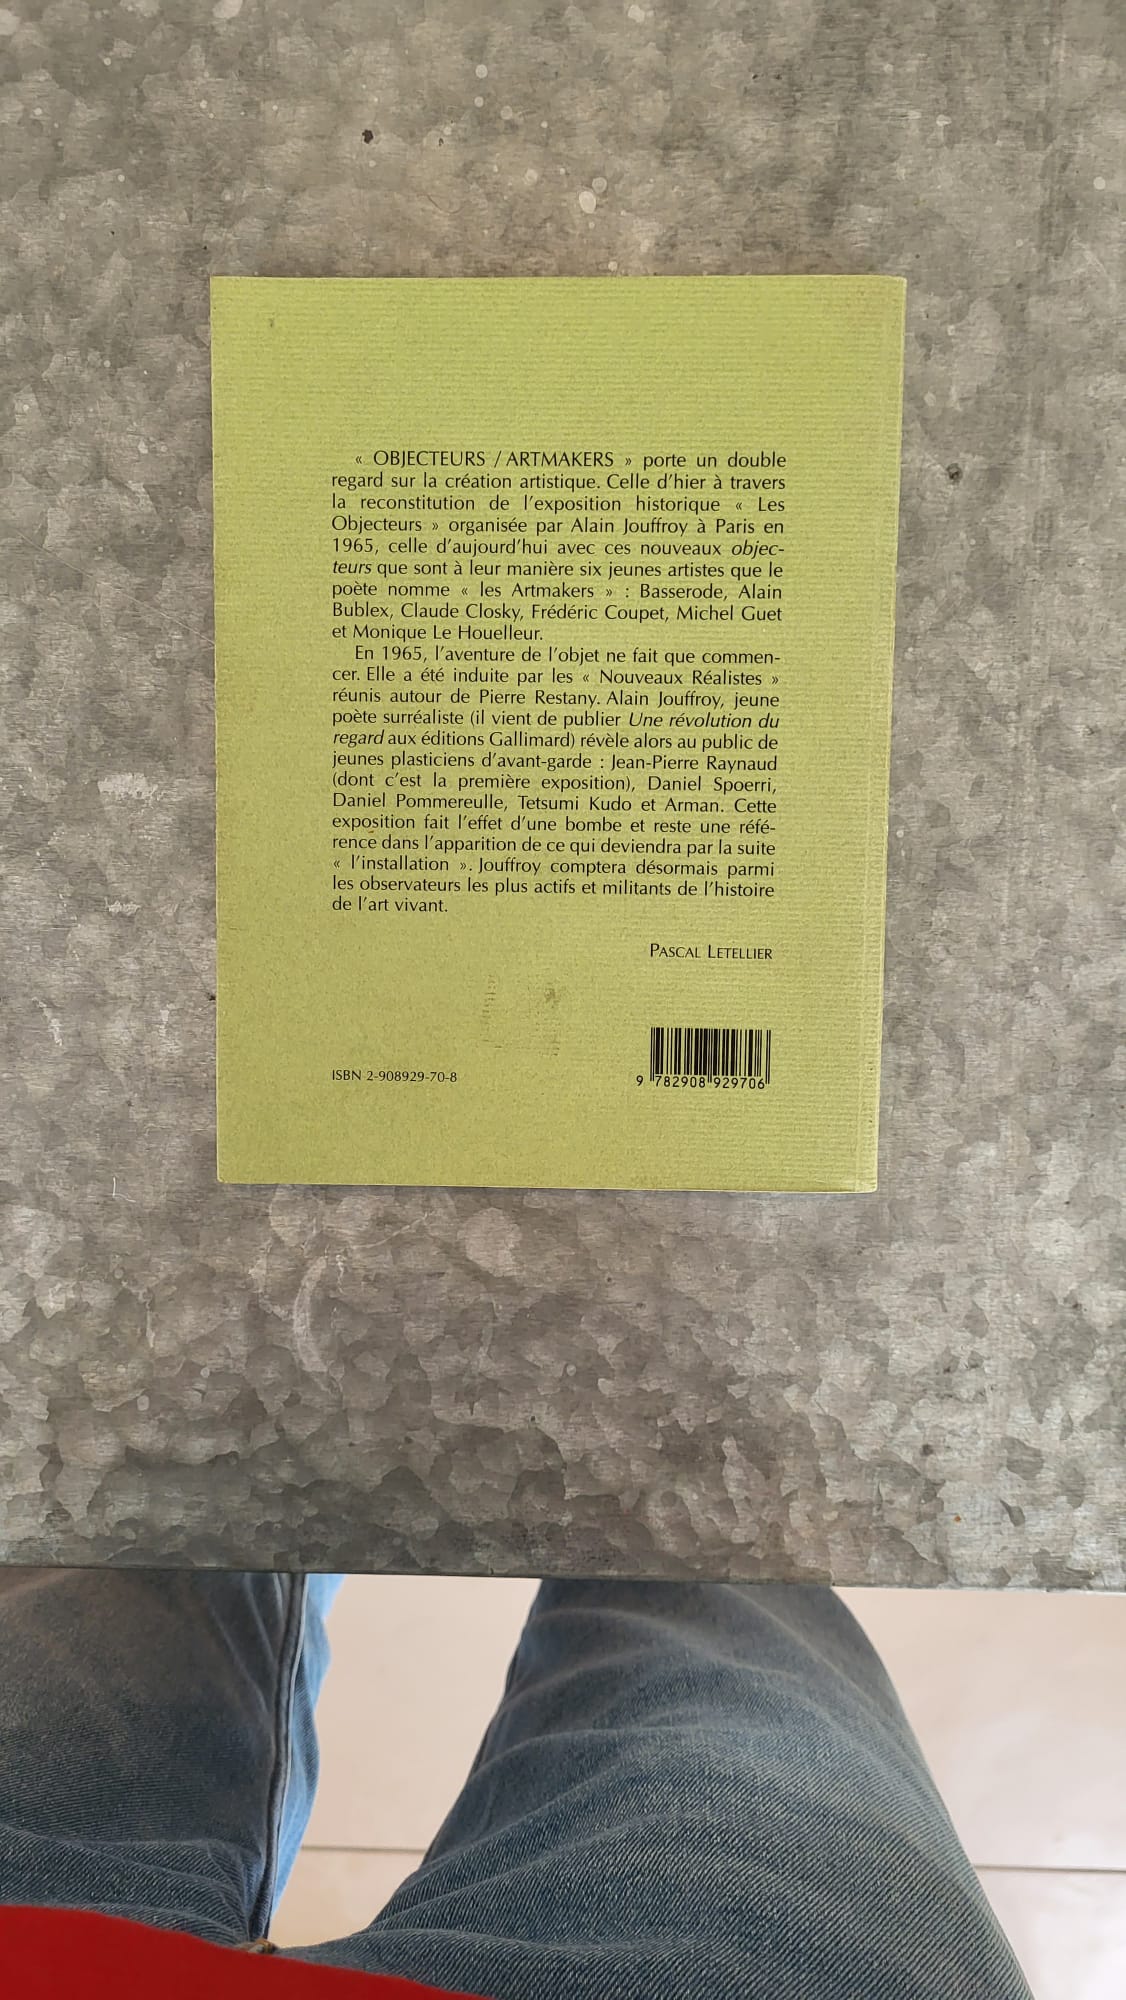 « OBJECTEURS / ARTMAKERS » porte un double
regard sur la création artistique. Celle d'hier à travers
la reconstitution de l'exposition historique « Les
Objecteurs » organisée par Alain Jouffroy à Paris en
1965, celle d'aujourd'hui avec ces nouveaux objec-
teurs que sont à leur manière six jeunes artistes que le
poète nomme « les Artmakers » : Basserode, Alain
Bublex, Claude Closky, Frédéric Coupet, Michel Guet
et Monique Le Houelleur.
En 1965, l'aventure de l'objet ne fait que commen-
cer. Elle a été induite par les « Nouveaux Réalistes »
réunis autour de Pierre Restany. Alain Jouffroy, jeune
poète surréaliste (il vient de publier Une révolution du
regard aux éditions Gallimard) révèle alors au public de
jeunes plasticiens d'avant-garde : Jean-Pierre Raynaud
(dont c'est la première exposition), Daniel Spoerri,
Daniel Pommereulle, Tetsumi Kudo et Arman. Cette
exposition fait l'effet d'une bombe et reste une réfé-
rence dans l'apparition de ce qui deviendra par la suite
« l'installation ». Jouffroy comptera désormais parmi
les observateurs les plus actifs et militants de l'histoire
de l'art vivant.
PASCAL LETELLIER
ISBN 2-908929-70-8
9 782908 929706